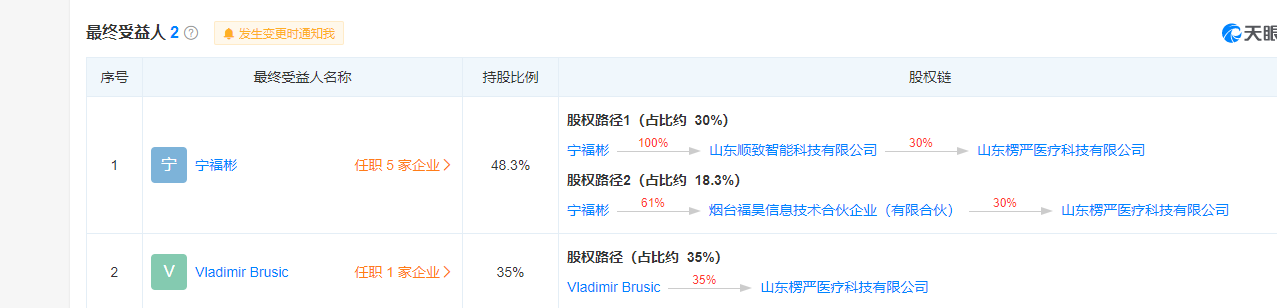 最终受益人 2 ? 发生变更时通知我
天眼
序号 最终受益人名称 持股比例 股权链
1 宁 宁福彬 任职 5 家企业 48.3%
股权路径1（占比约 30%）
宁福彬 100% 山东顺致智能科技有限公司 30% 山东楞严医疗科技有限公司
股权路径2（占比约 18.3%）
宁福彬 61% 烟台福昊信息技术合伙企业（有限合伙） 30% 山东楞严医疗科技有限公司
2 V Vladimir Brusic 任职 1 家企业 35%
股权路径（占比约 35%）
Vladimir Brusic 35% 山东楞严医疗科技有限公司